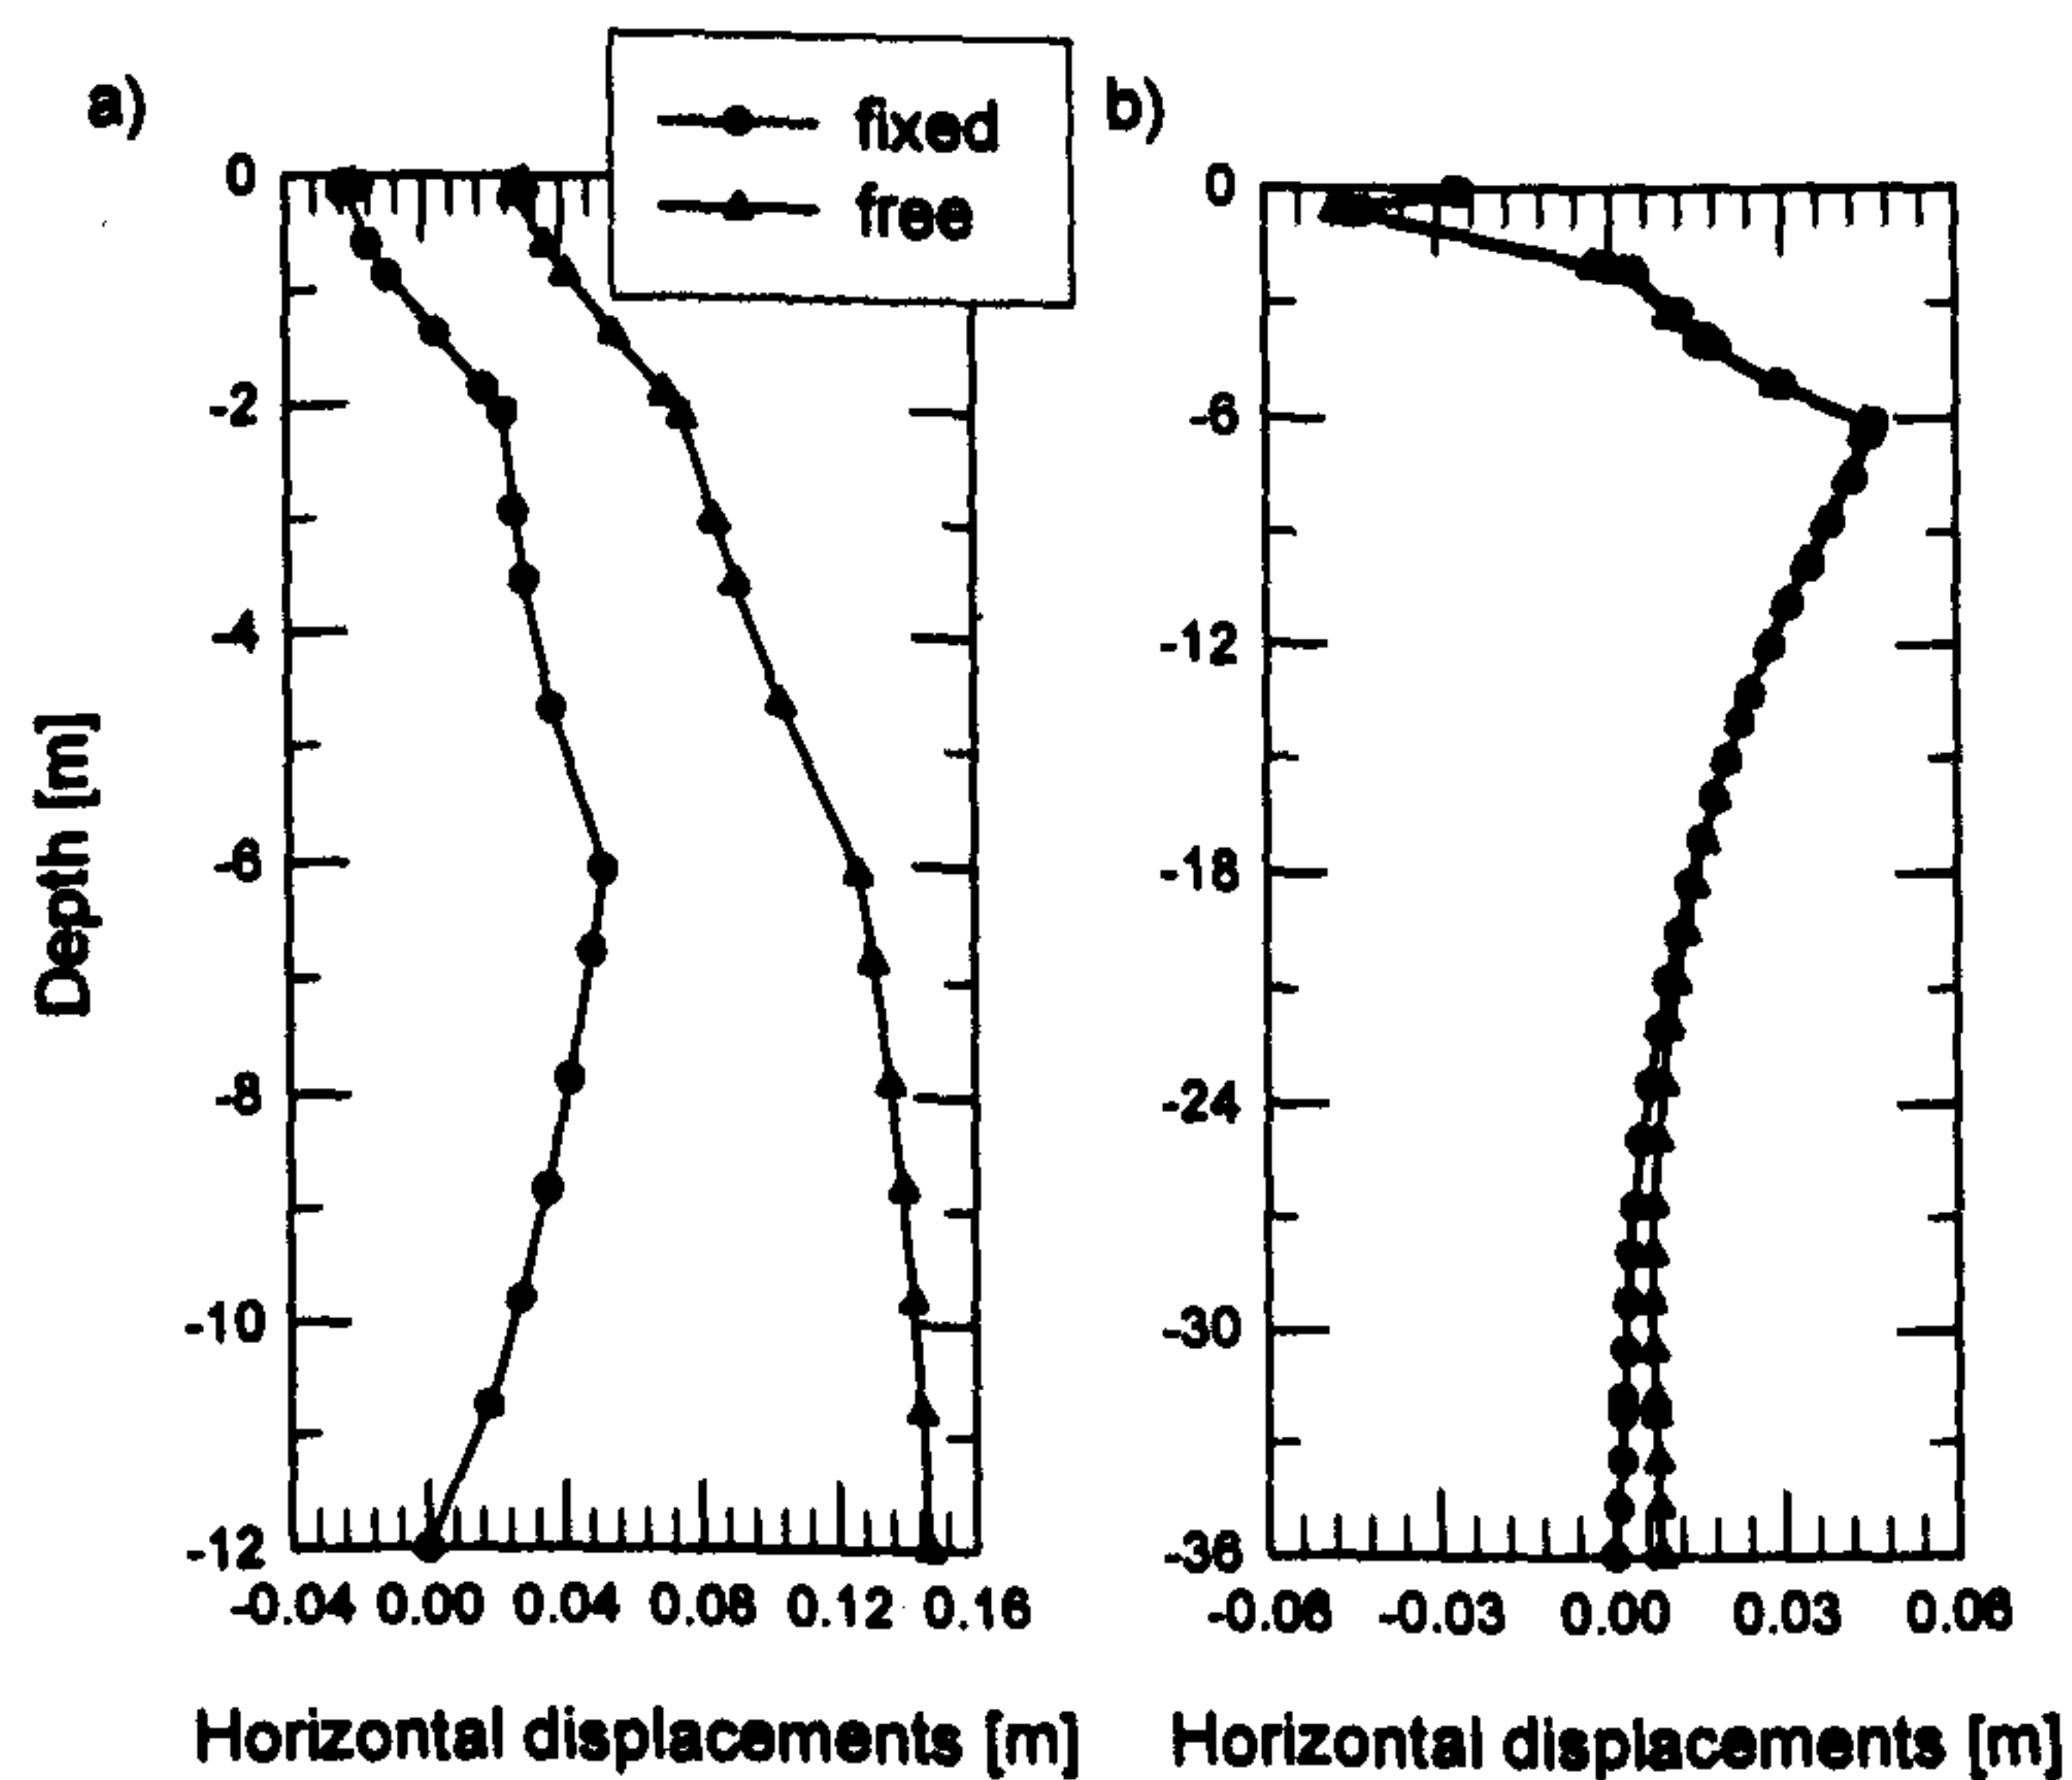 a)
fixed
free
b)
0
-2
-4
-6
-8
-10
-12
Depth [m]
-0.04 0.00 0.04 0.08 0.12 0.16
Horizontal displacements [m]
0
-6
-12
-18
-24
-30
-36
-0.06 -0.03 0.00 0.03 0.06
Horizontal displacements [m]